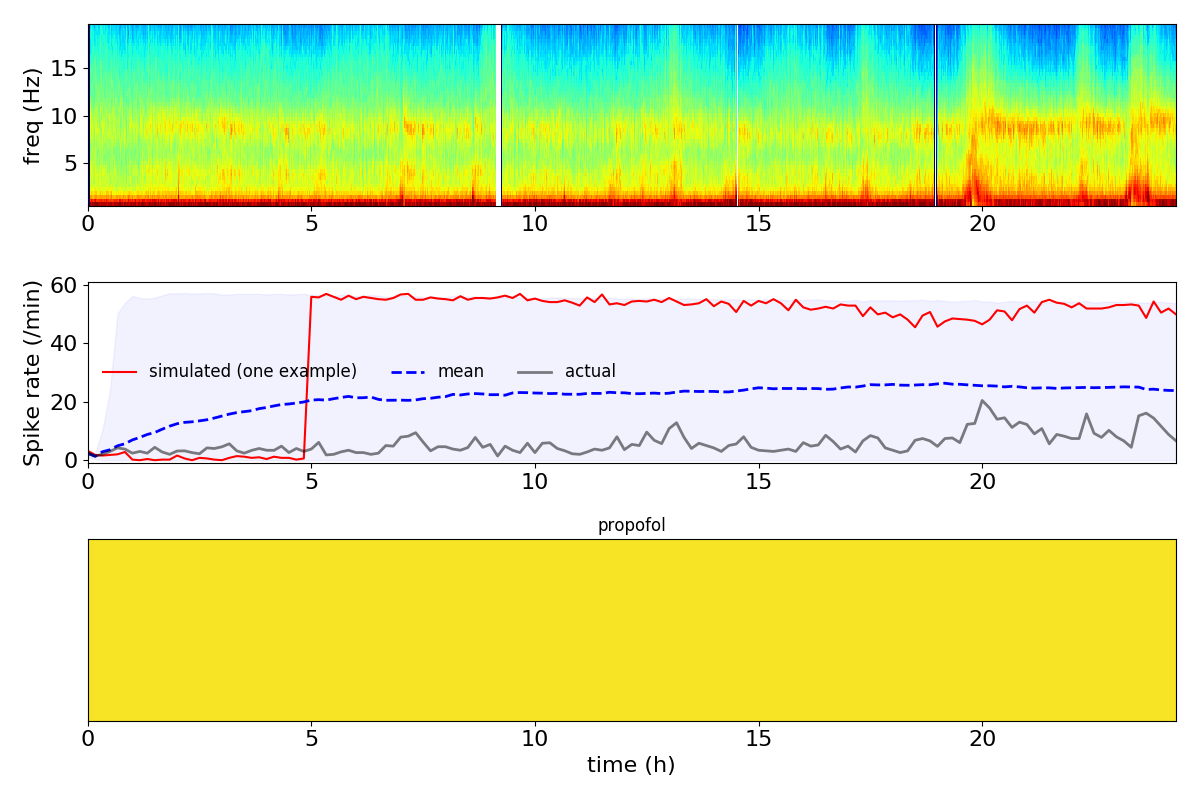 freq (Hz)
15
10
5
0 5 10 15 20
Spike rate (/min)
60
40
20
0
simulated (one example) mean actual
0 5 10 15 20
propofol
0 5 10 15 20
time (h)